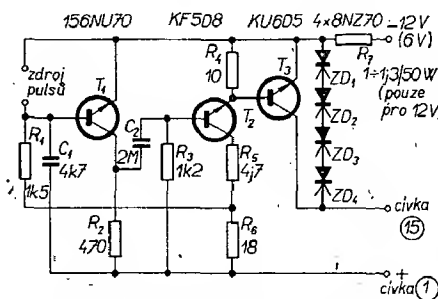 156NU70 KF508 KU605 4×8NZ70 -12V
(6V)
zdroj
pulsů
T1
R4
10
T3
R7
1÷1j3/50W
(pouze
pro 12V)
ZD1
ZD2
ZD3
ZD4
R1
1k5
C1
4k7
C2
2M
R3
1k2
T2
R5
4j7
R2
470
R6
18
cívka
15
+
cívka 1